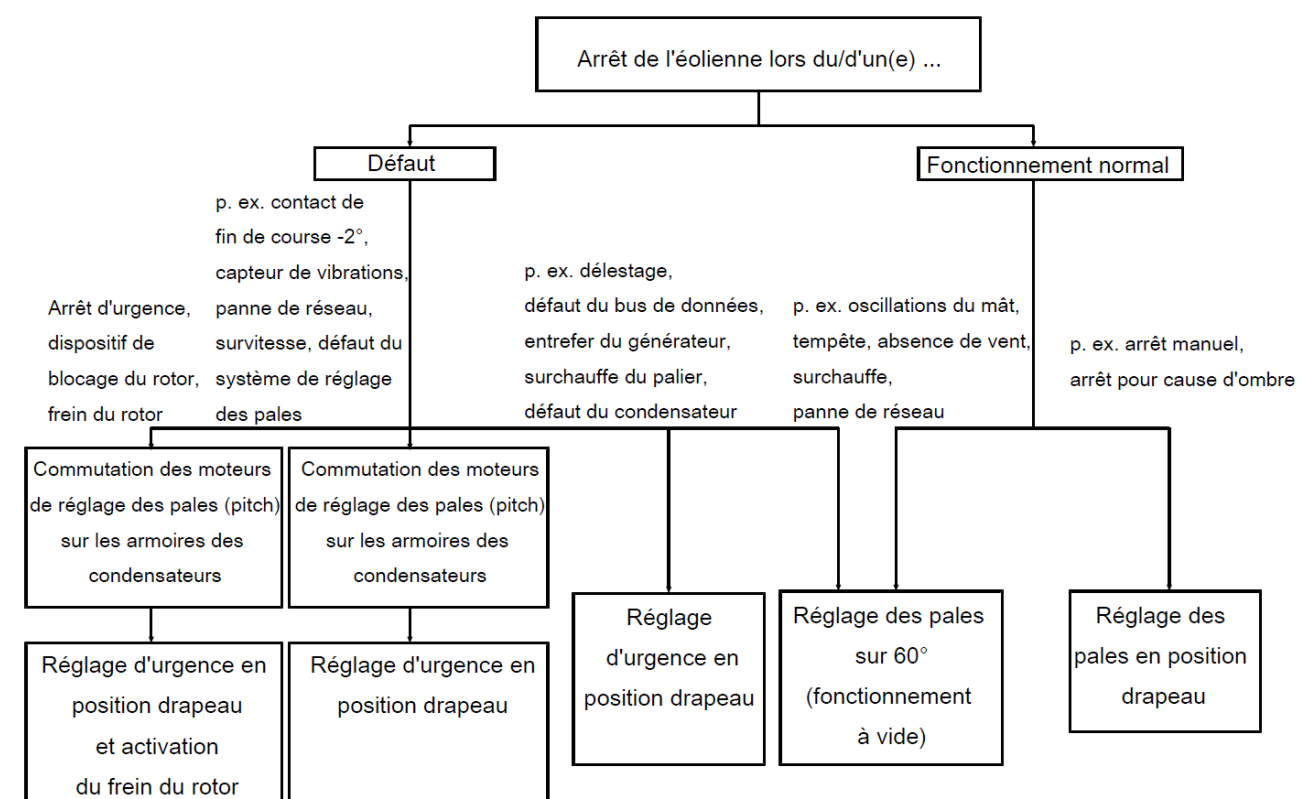 Arrêt de l'éolienne lors du/d'un(e) ...
Défaut
Fonctionnement normal
Arrêt d'urgence,
dispositif de
blocage du rotor,
frein du rotor
p. ex. contact de
fin de course -2°,
capteur de vibrations,
panne de réseau,
survitesse, défaut du
système de réglage
des pales
p. ex. délestage,
défaut du bus de données,
entrefer du générateur,
surchauffe du palier,
défaut du condensateur
p. ex. oscillations du mât,
tempête, absence de vent,
surchauffe,
panne de réseau
p. ex. arrêt manuel,
arrêt pour cause d'ombre
Commutation des moteurs
de réglage des pales (pitch)
sur les armoires des
condensateurs
Commutation des moteurs
de réglage des pales (pitch)
sur les armoires des
condensateurs
Réglage d'urgence en
position drapeau
et activation
du frein du rotor
Réglage d'urgence en
position drapeau
Réglage
d'urgence en
position drapeau
Réglage des pales
sur 60°
(fonctionnement
à vide)
Réglage des
pales en position
drapeau